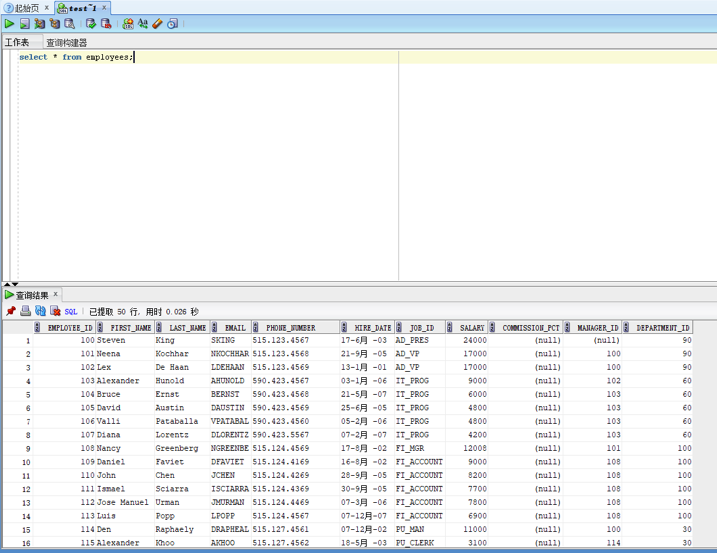 起始页 test~1
工作表 查询构建器
select * from employees;
查询结果
SQL | 已提取 50 行, 用时 0.026 秒
EMPLOYEE_ID FIRST_NAME LAST_NAME EMAIL PHONE_NUMBER HIRE_DATE JOB_ID SALARY COMMISSION_PCT MANAGER_ID DEPARTMENT_ID
1 100 Steven King SKING 515.123.4567 17-6月 -03 AD_PRES 24000 (null) (null) 90
2 101 Neena Kochhar NKOCHHAR 515.123.4568 21-9月 -05 AD_VP 17000 (null) 100 90
3 102 Lex De Haan LDEHAAN 515.123.4569 13-1月 -01 AD_VP 17000 (null) 100 90
4 103 Alexander Hunold AHUNOLD 590.423.4567 03-1月 -06 IT_PROG 9000 (null) 102 60
5 104 Bruce Ernst BERNST 590.423.4568 21-5月 -07 IT_PROG 6000 (null) 103 60
6 105 David Austin DAUSTIN 590.423.4569 25-6月 -05 IT_PROG 4800 (null) 103 60
7 106 Valli Pataballa VPATABAL 590.423.4560 05-2月 -06 IT_PROG 4800 (null) 103 60
8 107 Diana Lorentz DLORENTZ 590.423.5567 07-2月 -07 IT_PROG 4200 (null) 103 60
9 108 Nancy Greenberg NGREENBE 515.124.4569 17-8月 -02 FI_MGR 12008 (null) 101 100
10 109 Daniel Faviet DFAVIET 515.124.4169 16-8月 -02 FI_ACCOUNT 9000 (null) 108 100
11 110 John Chen JCHEN 515.124.4269 28-9月 -05 FI_ACCOUNT 8200 (null) 108 100
12 111 Ismael Sciarra ISCIARRA 515.124.4369 30-9月 -05 FI_ACCOUNT 7700 (null) 108 100
13 112 Jose Manuel Urman JMURMAN 515.124.4469 07-3月 -06 FI_ACCOUNT 7800 (null) 108 100
14 113 Luis Popp LPOPP 515.124.4567 07-12月-07 FI_ACCOUNT 6900 (null) 108 100
15 114 Den Raphaely DRAPHEAL 515.127.4561 07-12月-02 PU_MAN 11000 (null) 100 30
16 115 Alexander Khoo AKHOO 515.127.4562 18-5月 -03 PU_CLERK 3100 (null) 114 30